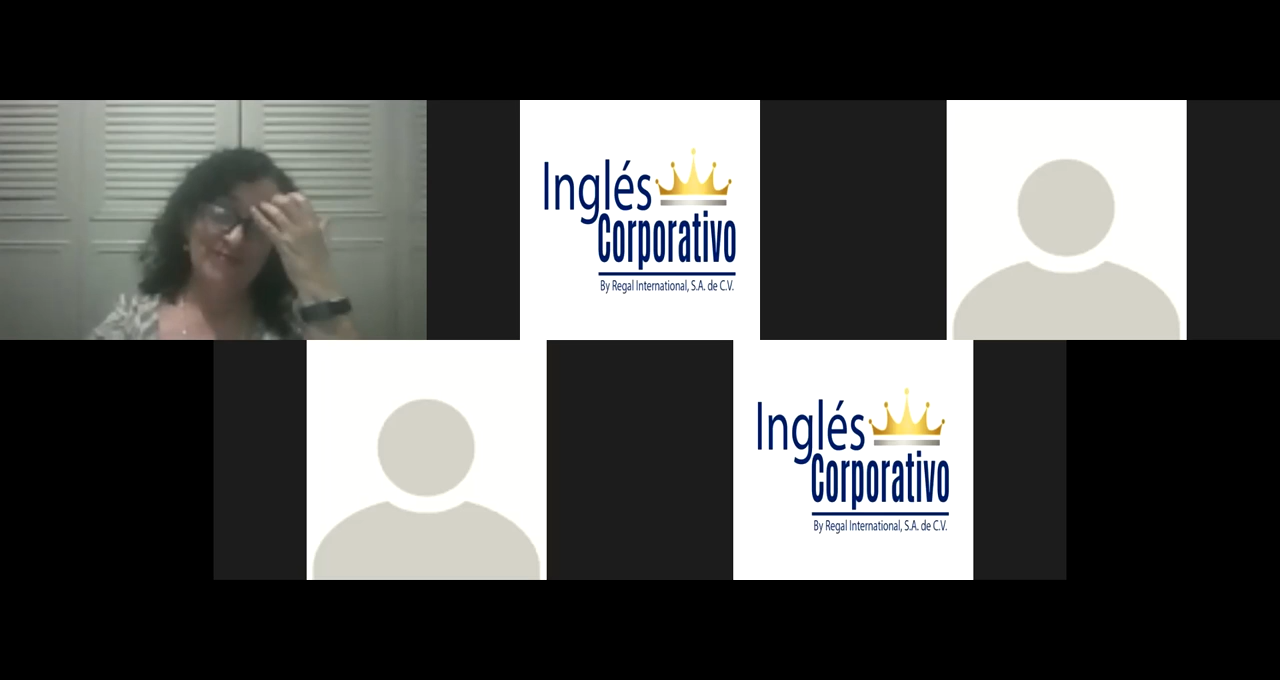 Inglés
Corporativo
By Regal International, S.A. de C.V.
Inglés
Corporativo
By Regal International, S.A. de C.V.